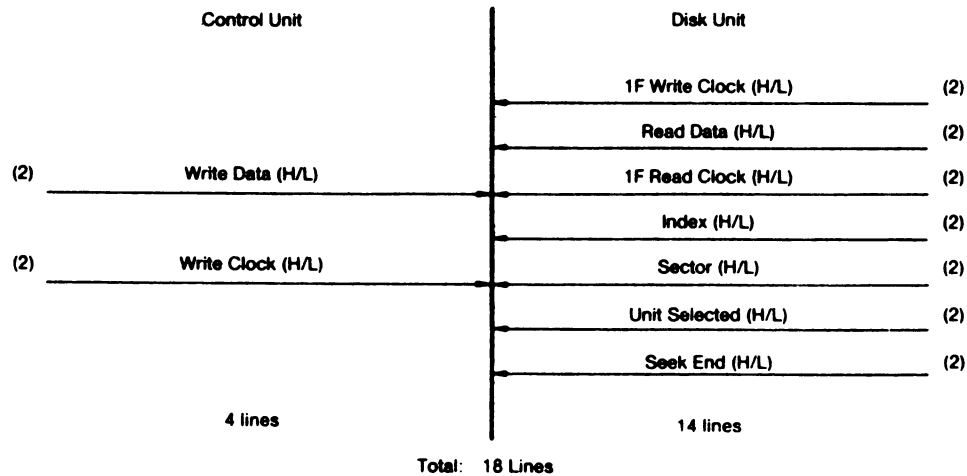 Control Unit Disk Unit
1F Write Clock (H/L) (2)
Read Data (H/L) (2)
(2) Write Data (H/L) 1F Read Clock (H/L) (2)
Index (H/L) (2)
(2) Write Clock (H/L) Sector (H/L) (2)
Unit Selected (H/L) (2)
Seek End (H/L) (2)
4 lines 14 lines
Total: 18 Lines